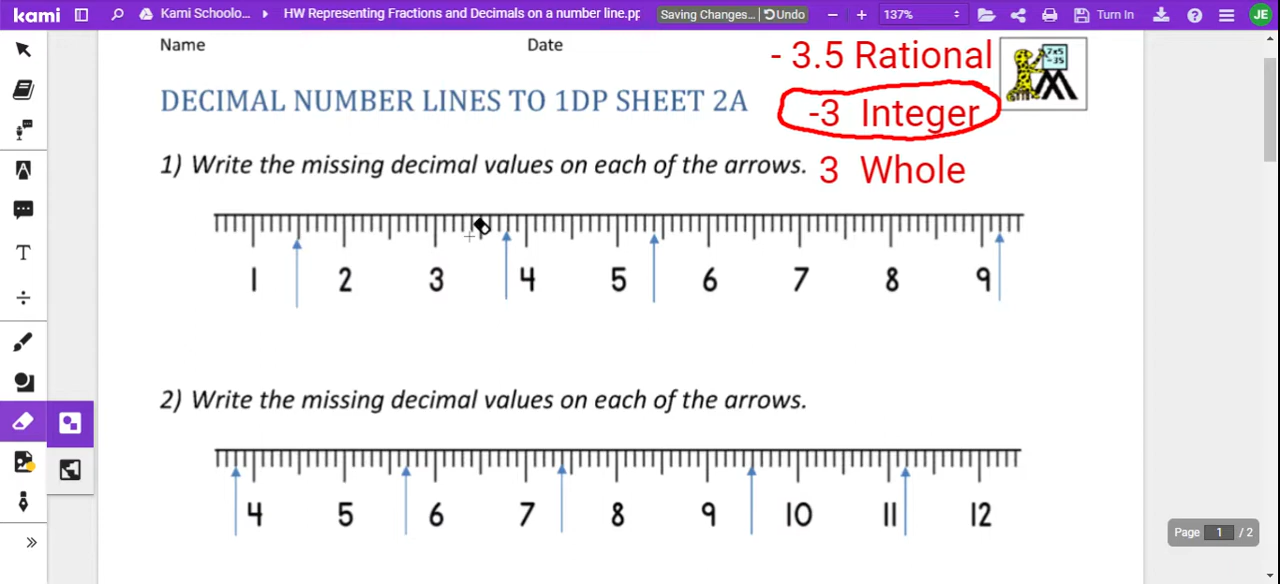 kami Kami Schoolo... HW Representing Fractions and Decimals on a number line.pp Saving Changes... Undo 137% Turn In JE
Name Date
- 3.5 Rational
7x5
=35
DECIMAL NUMBER LINES TO 1DP SHEET 2A
-3 Integer
1) Write the missing decimal values on each of the arrows.
3 Whole
1 2 3 4 5 6 7 8 9
2) Write the missing decimal values on each of the arrows.
4 5 6 7 8 9 10 11 12
Page 1 / 2